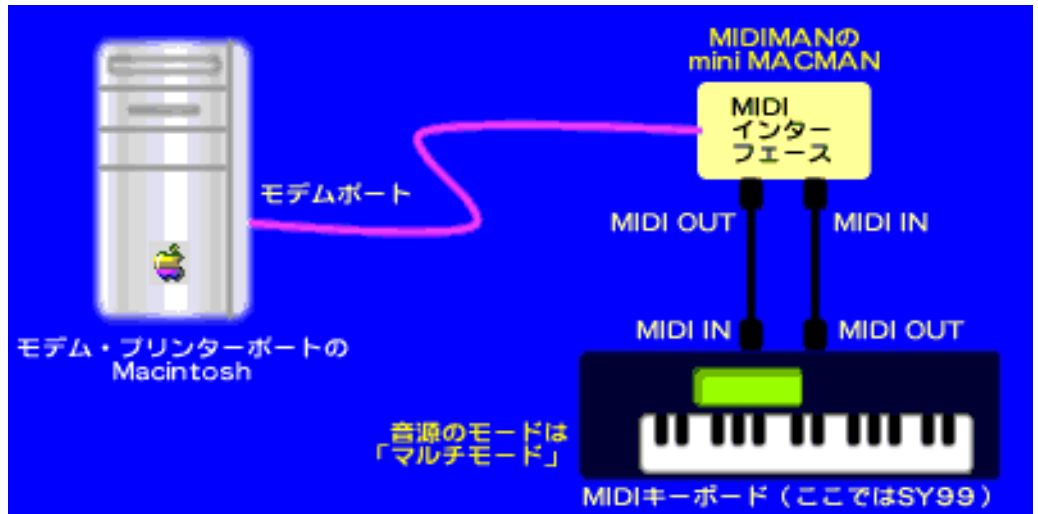 MIDIMANの
mini MACMAN
MIDI
インター
フェース
モデムポート
MIDI OUT
MIDI IN
MIDI IN
MIDI OUT
モデム・プリンターポートの
Macintosh
音源のモードは
「マルチモード」
MIDIキーボード（ここではSY99）